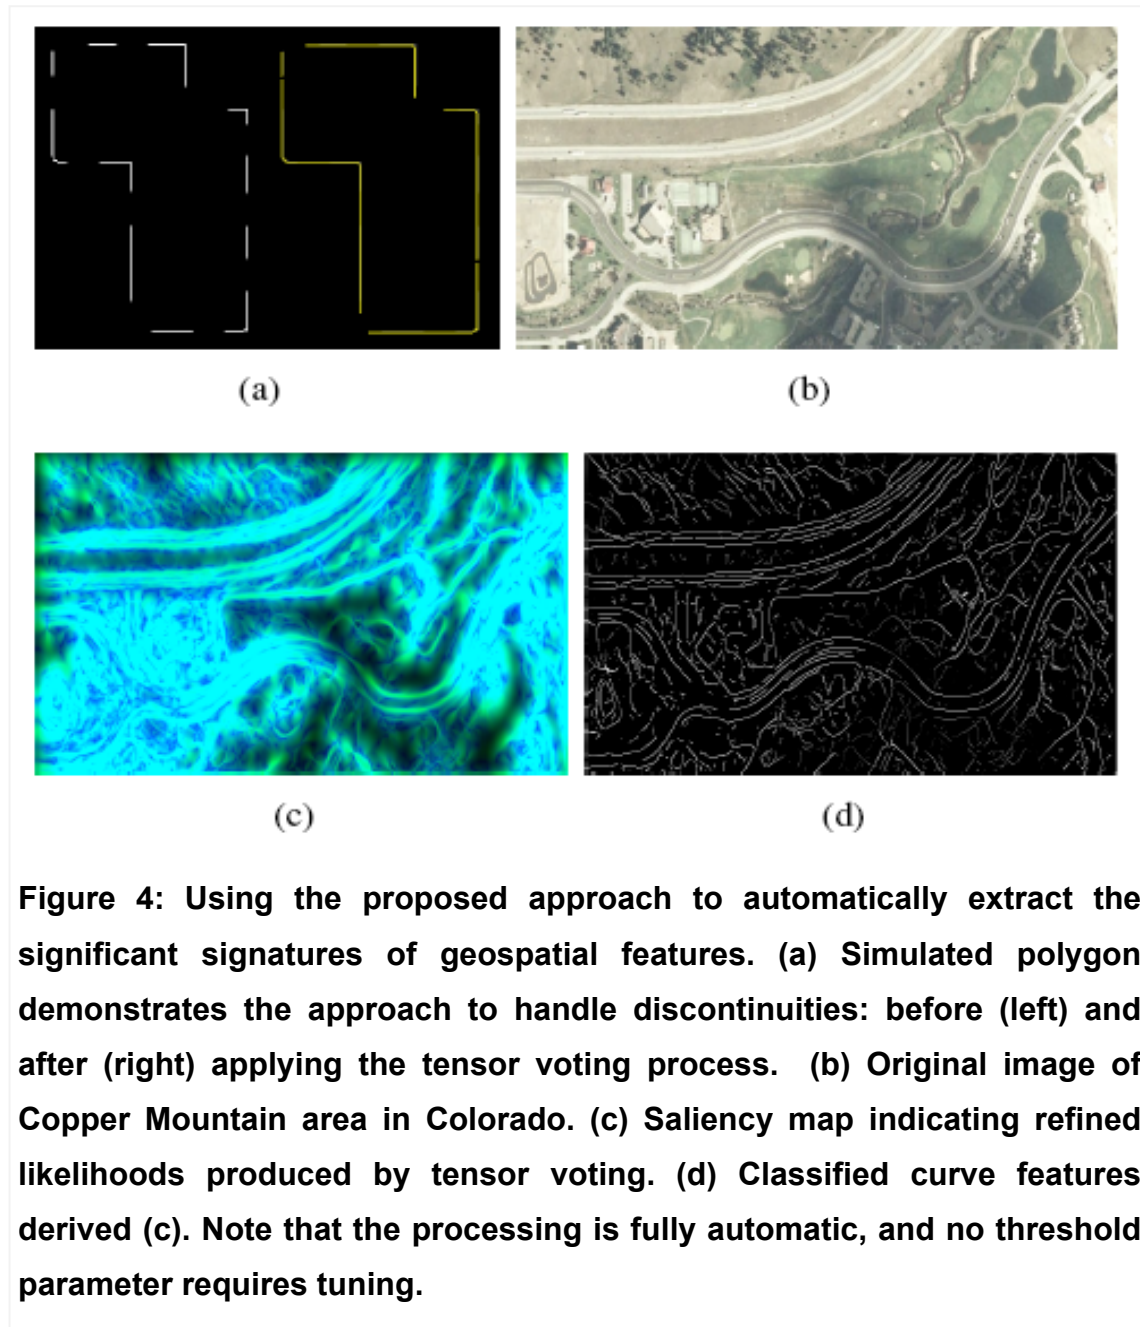 (a)
(b)
(c)
(d)
Figure 4: Using the proposed approach to automatically extract the
significant signatures of geospatial features. (a) Simulated polygon
demonstrates the approach to handle discontinuities: before (left) and
after (right) applying the tensor voting process. (b) Original image of
Copper Mountain area in Colorado. (c) Saliency map indicating refined
likelihoods produced by tensor voting. (d) Classified curve features
derived (c). Note that the processing is fully automatic, and no threshold
parameter requires tuning.